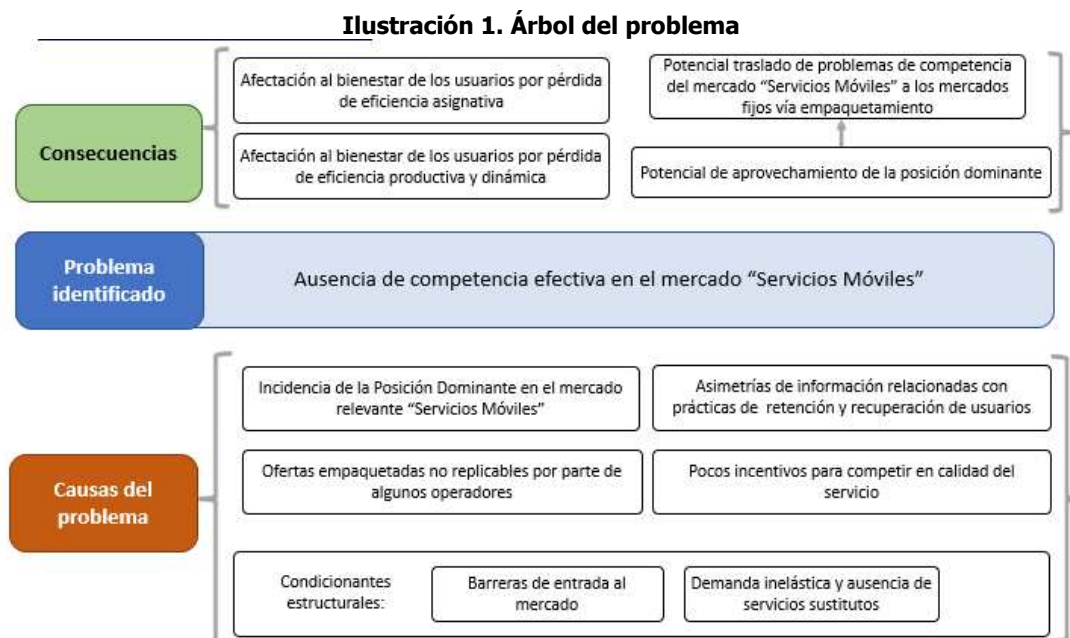 Ilustración 1. Árbol del problema
Consecuencias
Afectación al bienestar de los usuarios por pérdida
de eficiencia asignativa
Potencial traslado de problemas de competencia
del mercado “Servicios Móviles” a los mercados
fijos vía empaquetamiento
Afectación al bienestar de los usuarios por pérdida
de eficiencia productiva y dinámica
Potencial de aprovechamiento de la posición dominante
Problema
identificado
Ausencia de competencia efectiva en el mercado “Servicios Móviles”
Causas del
problema
Incidencia de la Posición Dominante en el mercado
relevante “Servicios Móviles”
Asimetrías de información relacionadas con
prácticas de retención y recuperación de usuarios
Ofertas empaquetadas no replicables por parte de
algunos operadores
Pocos incentivos para competir en calidad del
servicio
Condicionantes
estructurales:
Barreras de entrada al
mercado
Demanda inelástica y ausencia de
servicios sustitutos